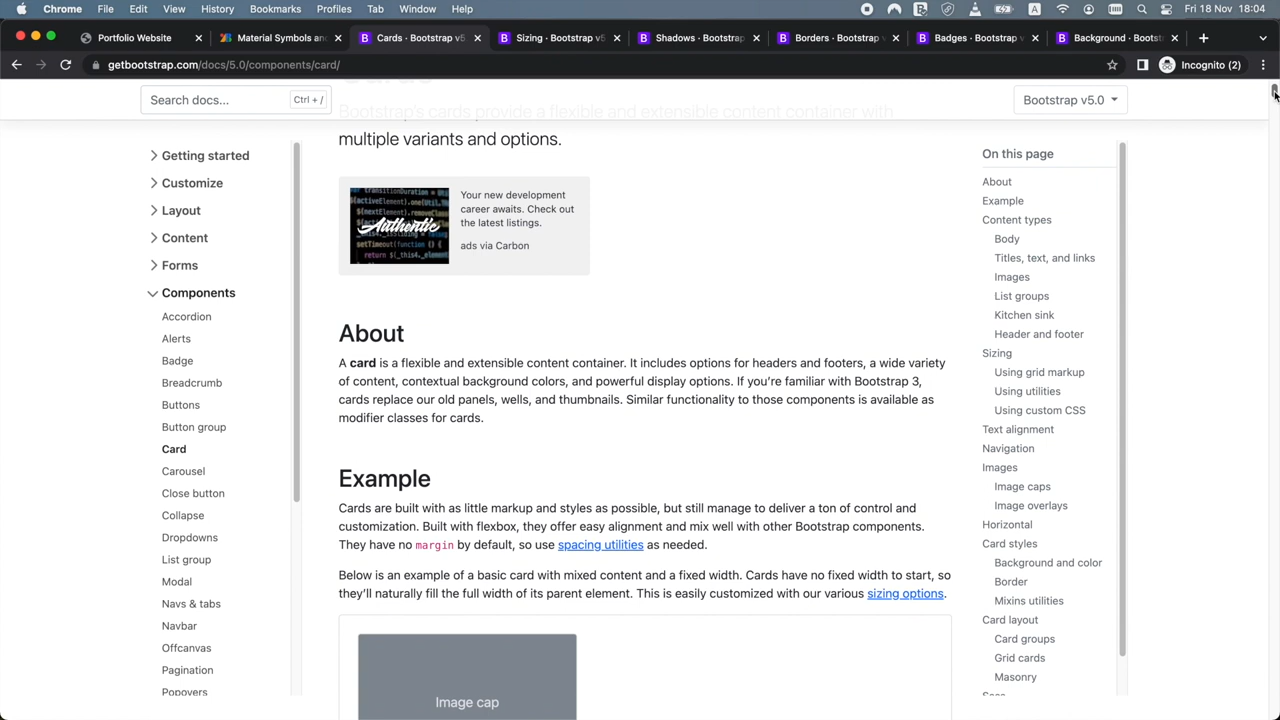 Chrome File Edit View History Bookmarks Profiles Tab Window Help Fri 18 Nov 18:04
Portfolio Website
Material Symbols and
Cards · Bootstrap v5.
Sizing · Bootstrap v5
Shadows · Bootstrap
Borders · Bootstrap v
Badges · Bootstrap v
Background · Bootst
getbootstrap.com/docs/5.0/components/card/
Incognito (2)
Search docs...
Ctrl + /
Bootstrap v5.0
Getting started
Customize
Layout
Content
Forms
Components
Accordion
Alerts
Badge
Breadcrumb
Buttons
Button group
Card
Carousel
Close button
Collapse
Dropdowns
List group
Modal
Navs & tabs
Navbar
Offcanvas
Pagination
Popovers
Cards
Bootstrap's cards provide a flexible and extensible content container with
multiple variants and options.
Authentic
Your new development
career awaits. Check out
the latest listings.
ads via Carbon
About
A card is a flexible and extensible content container. It includes options for headers and footers, a wide variety
of content, contextual background colors, and powerful display options. If you're familiar with Bootstrap 3,
cards replace our old panels, wells, and thumbnails. Similar functionality to those components is available as
modifier classes for cards.
Example
Cards are built with as little markup and styles as possible, but still manage to deliver a ton of control and
customization. Built with flexbox, they offer easy alignment and mix well with other Bootstrap components.
They have no margin by default, so use spacing utilities as needed.
Below is an example of a basic card with mixed content and a fixed width. Cards have no fixed width to start, so
they'll naturally fill the full width of its parent element. This is easily customized with our various sizing options.
Image cap
On this page
About
Example
Content types
Body
Titles, text, and links
Images
List groups
Kitchen sink
Header and footer
Sizing
Using grid markup
Using utilities
Using custom CSS
Text alignment
Navigation
Images
Image caps
Image overlays
Horizontal
Card styles
Background and color
Border
Mixins utilities
Card layout
Card groups
Grid cards
Masonry